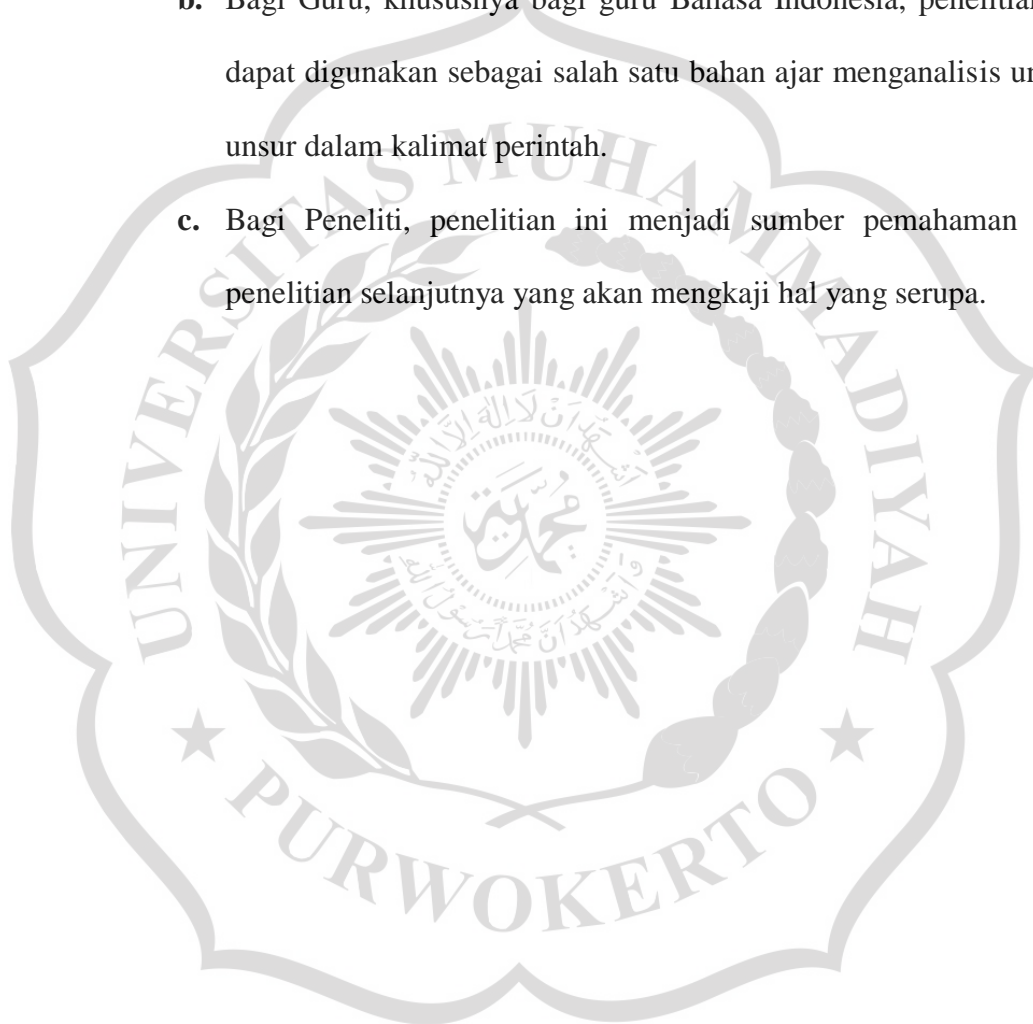 b. Bagi Guru, khususnya bagi guru Bahasa Indonesia, penelitian
dapat digunakan sebagai salah satu bahan ajar menganalisis
unsur dalam kalimat perintah.
c. Bagi Peneliti, penelitian ini menjadi sumber pemahaman
penelitian selanjutnya yang akan mengkaji hal yang serupa.
UNIVERSITAS MUHAMMADIYAH
PURWOKERTO